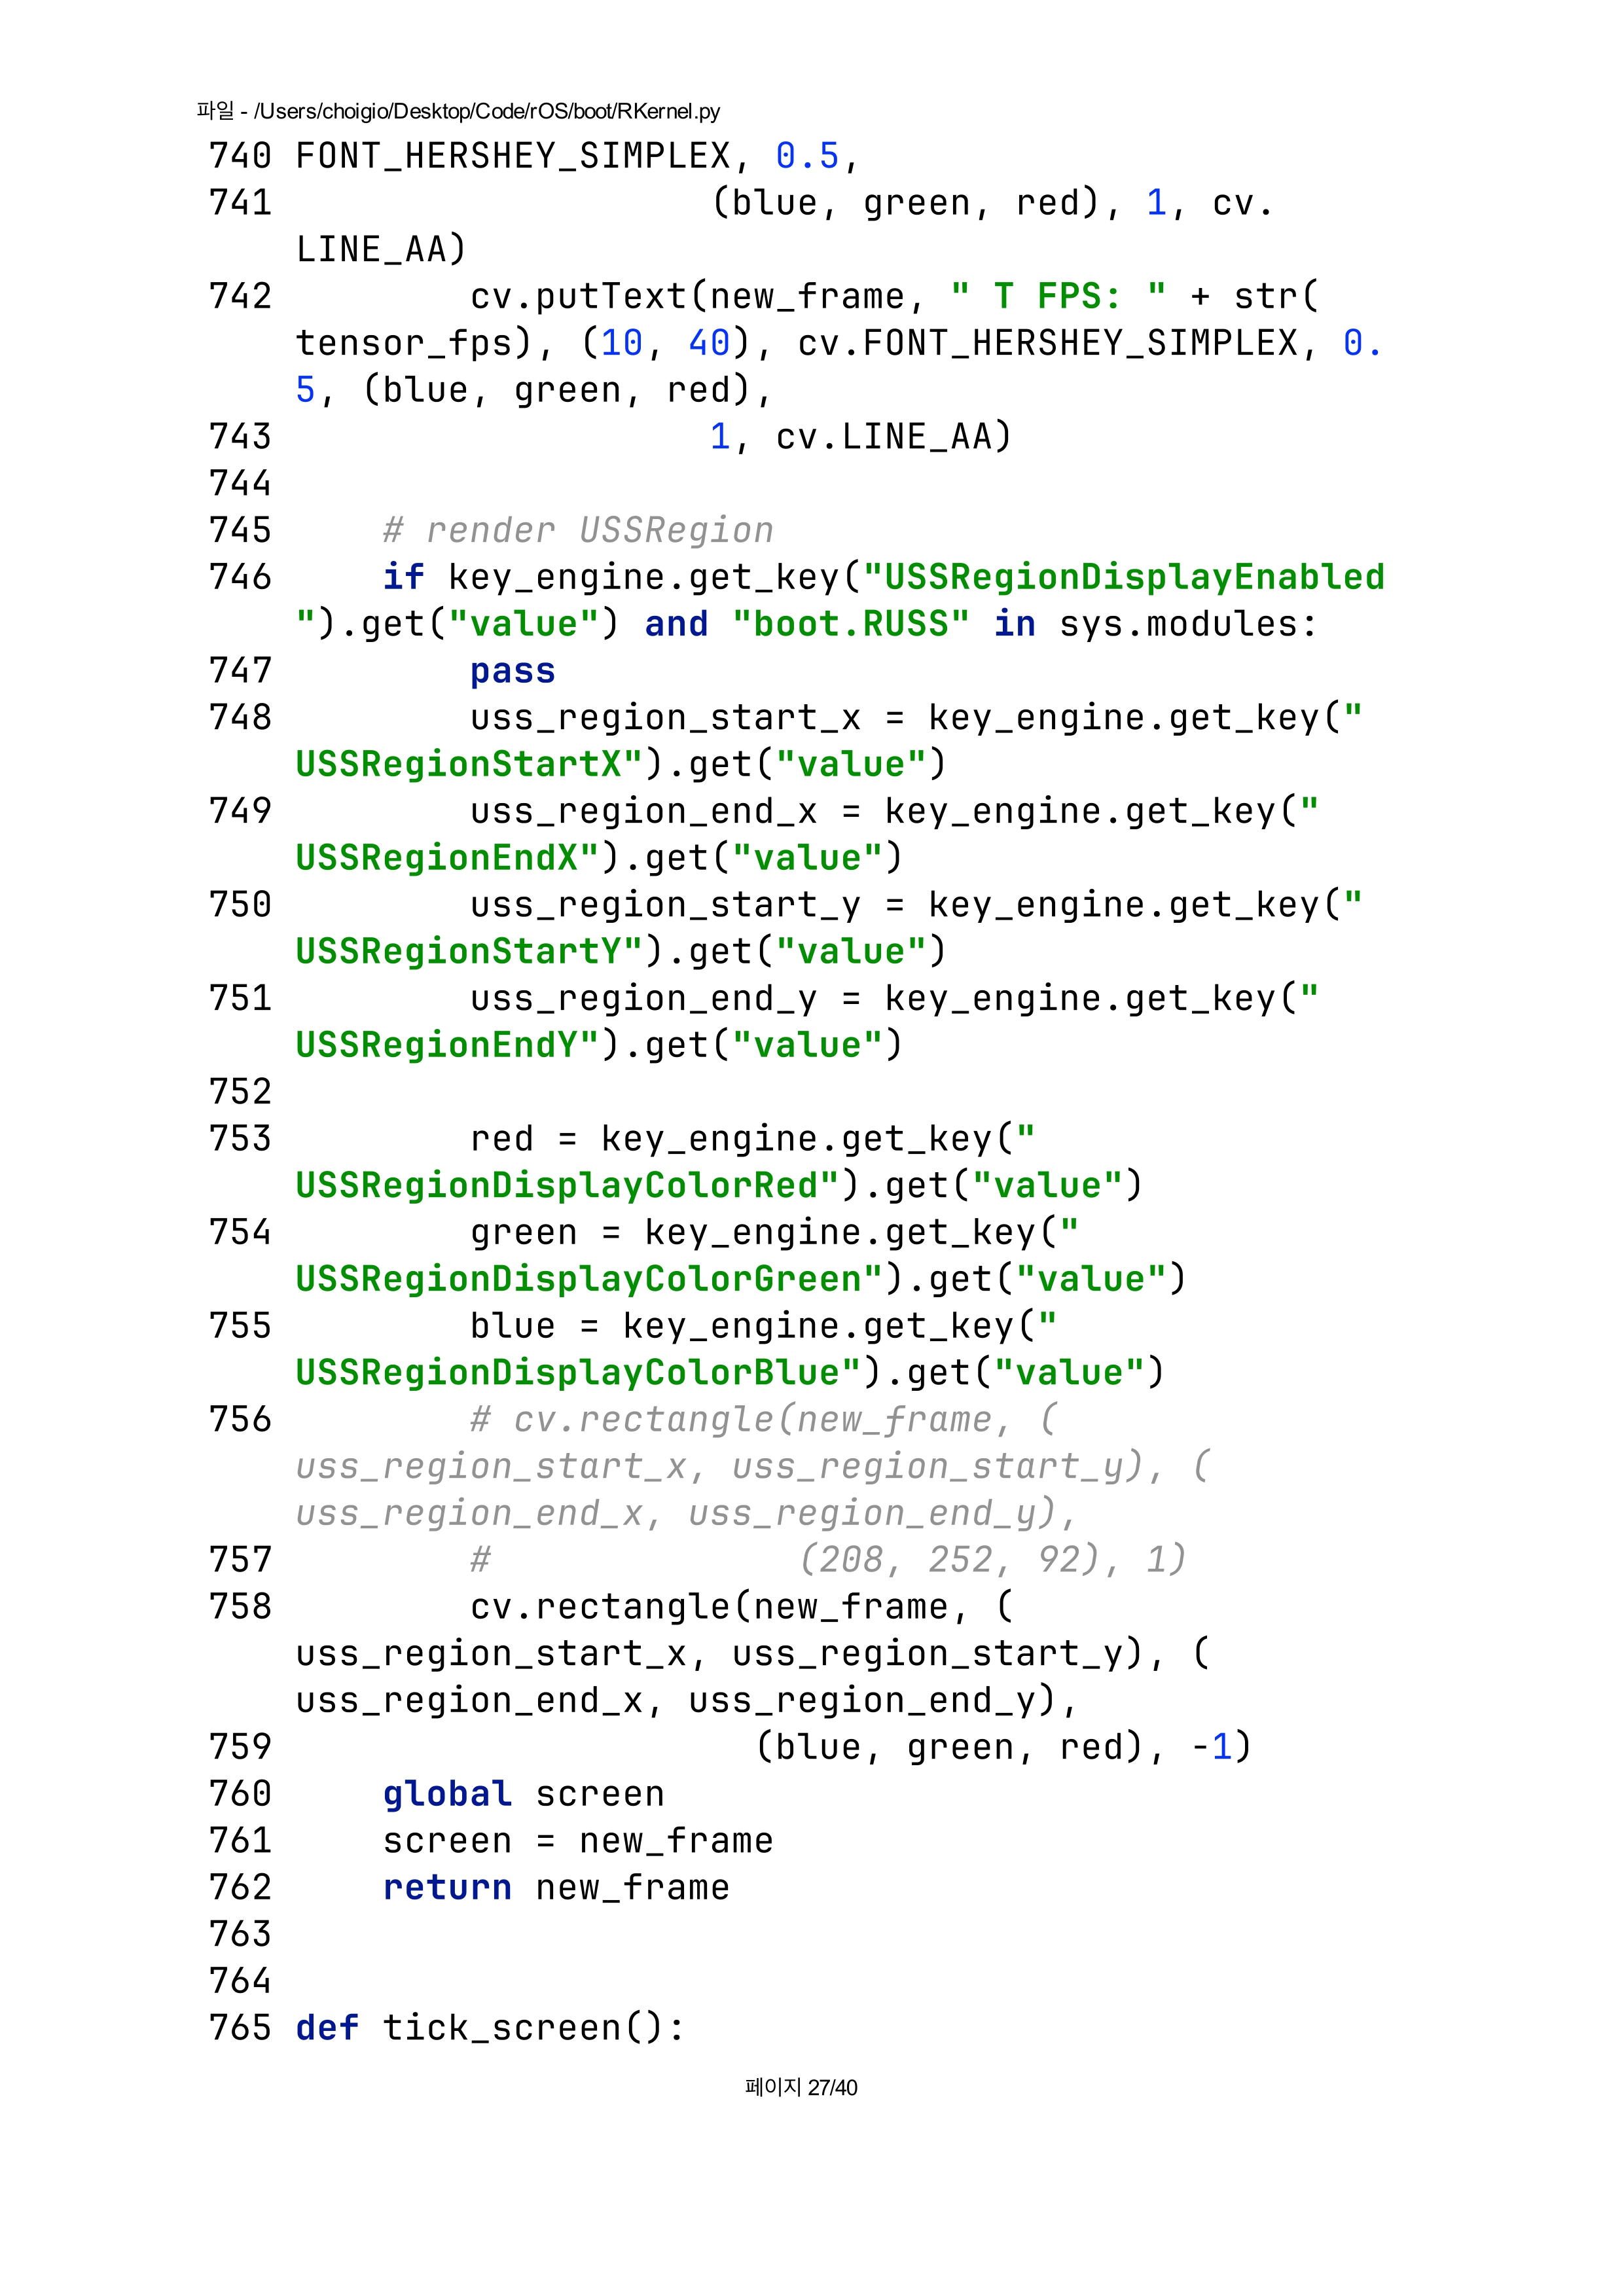 파일 - /Users/choigio/Desktop/Code/rOS/boot/RKernel.py
740 FONT_HERSHEY_SIMPLEX, 0.5,
741                     (blue, green, red), 1, cv.
    LINE_AA)
742         cv.putText(new_frame, " T FPS: " + str(
    tensor_fps), (10, 40), cv.FONT_HERSHEY_SIMPLEX, 0.
    5, (blue, green, red),
743                    1, cv.LINE_AA)
744
745     # render USSRegion
746     if key_engine.get_key("USSRegionDisplayEnabled
    ").get("value") and "boot.RUSS" in sys.modules:
747         pass
748         uss_region_start_x = key_engine.get_key("
    USSRegionStartX").get("value")
749         uss_region_end_x = key_engine.get_key("
    USSRegionEndX").get("value")
750         uss_region_start_y = key_engine.get_key("
    USSRegionStartY").get("value")
751         uss_region_end_y = key_engine.get_key("
    USSRegionEndY").get("value")
752
753         red = key_engine.get_key("
    USSRegionDisplayColorRed").get("value")
754         green = key_engine.get_key("
    USSRegionDisplayColorGreen").get("value")
755         blue = key_engine.get_key("
    USSRegionDisplayColorBlue").get("value")
756         # cv.rectangle(new_frame, (
    uss_region_start_x, uss_region_start_y), (
    uss_region_end_x, uss_region_end_y),
757         #              (208, 252, 92), 1)
758         cv.rectangle(new_frame, (
    uss_region_start_x, uss_region_start_y), (
    uss_region_end_x, uss_region_end_y),
759                      (blue, green, red), -1)
760     global screen
761     screen = new_frame
762     return new_frame
763
764
765 def tick_screen():
페이지 27/40